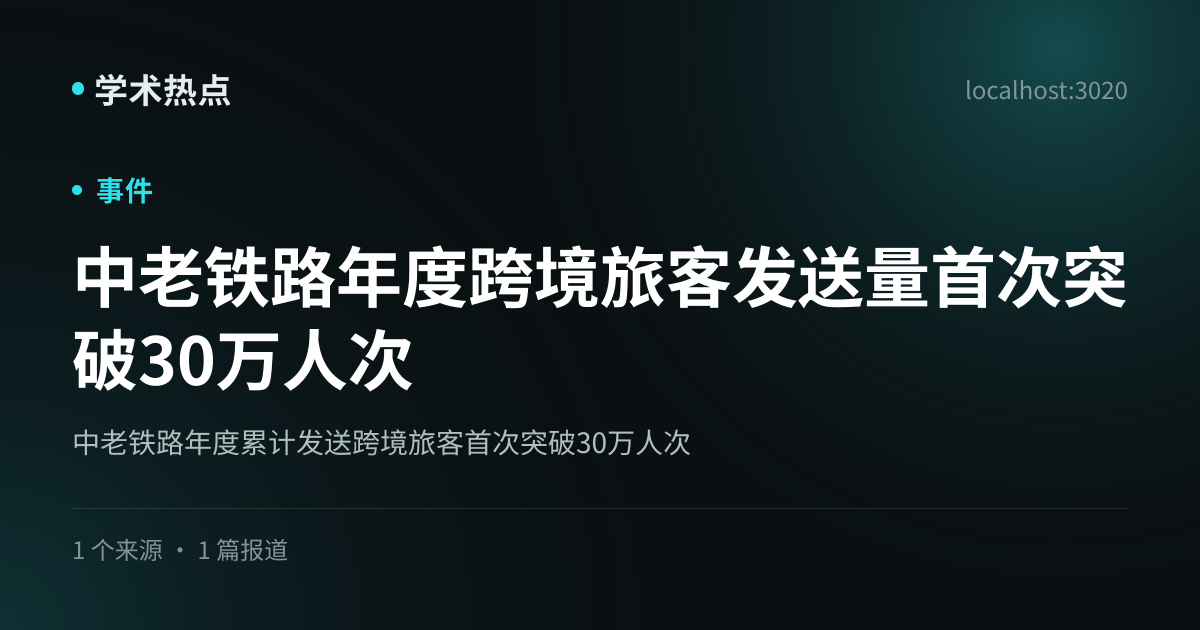 学术热点
localhost:3020
事件
中老铁路年度跨境旅客发送量首次突
破30万人次
中老铁路年度累计发送跨境旅客首次突破30万人次
1 个来源 · 1 篇报道